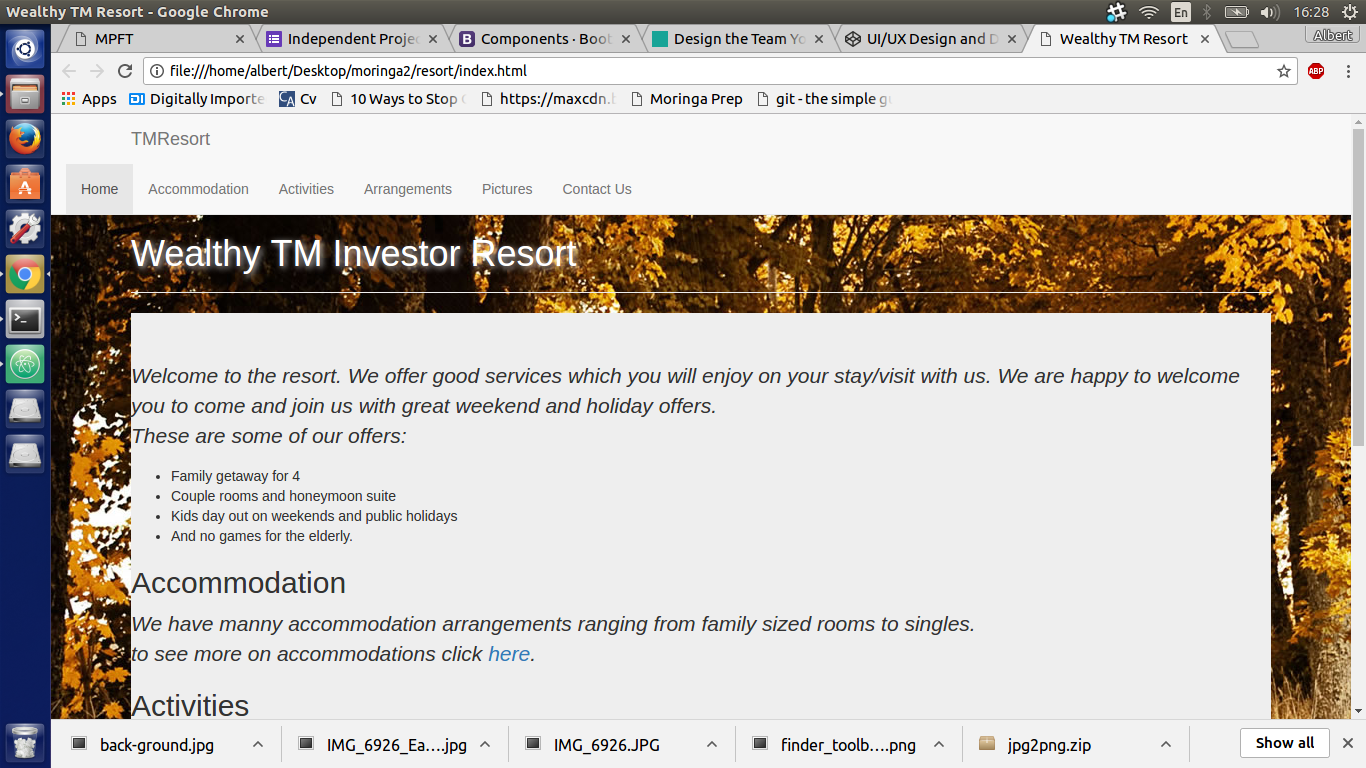 Wealthy TM Resort - Google Chrome
En
16:28
MPFT
Independent Projec
Components · Boot
Design the Team Yo
UI/UX Design and D
Wealthy TM Resort
Albert
file:///home/albert/Desktop/moringa2/resort/index.html
ABP
Apps
Digitally Importe
Cv
10 Ways to Stop
https://maxcdn.b
Moringa Prep
git - the simple gu
TMResort
Home
Accommodation
Activities
Arrangements
Pictures
Contact Us
Wealthy TM Investor Resort
Welcome to the resort. We offer good services which you will enjoy on your stay/visit with us. We are happy to welcome
you to come and join us with great weekend and holiday offers.
These are some of our offers:
• Family getaway for 4
• Couple rooms and honeymoon suite
• Kids day out on weekends and public holidays
• And no games for the elderly.
Accommodation
We have manny accommodation arrangements ranging from family sized rooms to singles.
to see more on accommodations click here.
Activities
back-ground.jpg
IMG_6926_Ea....jpg
IMG_6926.JPG
finder_toolb....png
jpg2png.zip
Show all